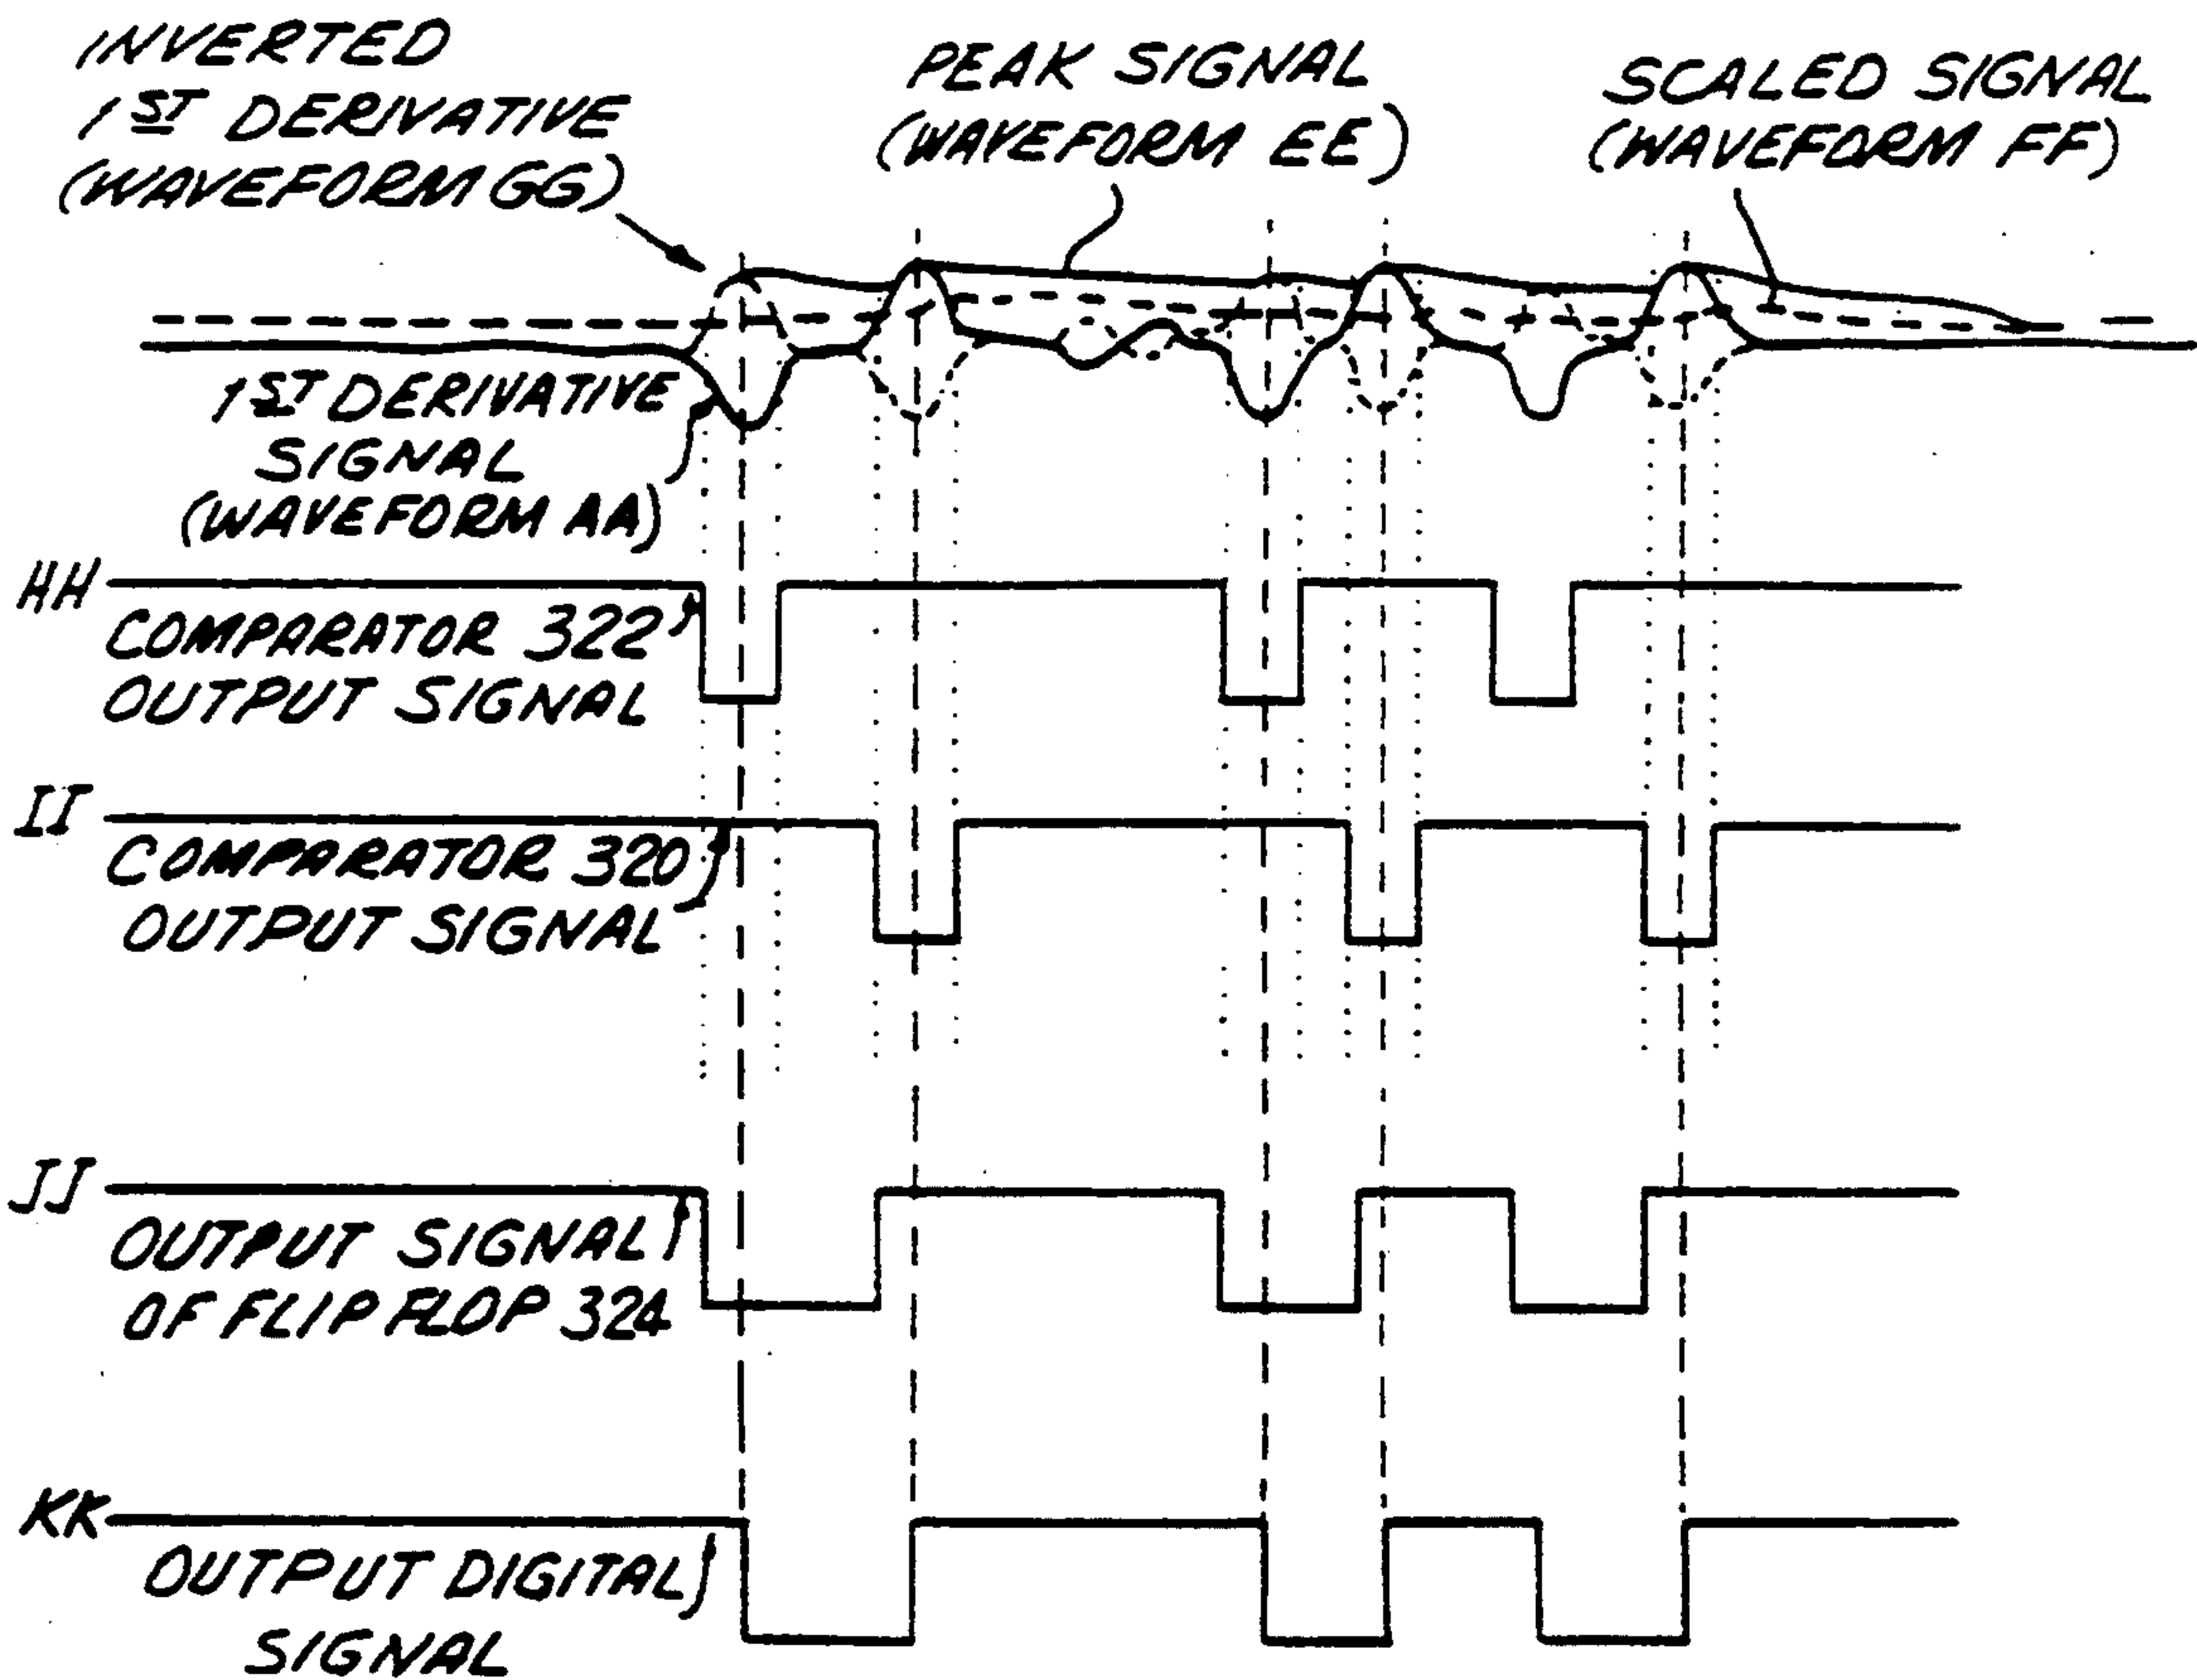 INVERTED
1ST DERIVATIVE
(WAVEFORM GG)
PEAK SIGNAL
(WAVEFORM EE)
SCALED SIGNAL
(WAVEFORM FF)
1ST DERIVATIVE
SIGNAL
(WAVEFORM AA)
HH
COMPARATOR 322
OUTPUT SIGNAL
II
COMPARATOR 320
OUTPUT SIGNAL
JJ
OUTPUT SIGNAL
OF FLIP FLOP 324
KK
OUTPUT DIGITAL
SIGNAL